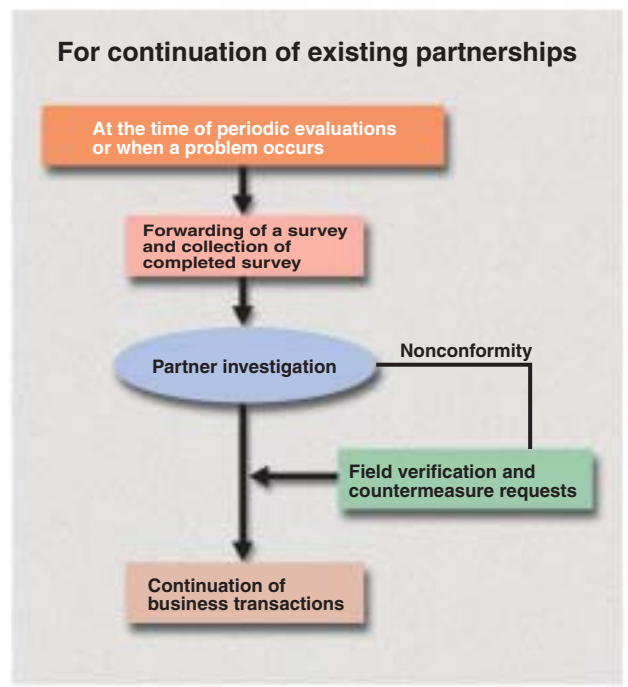 For continuation of existing partnerships
At the time of periodic evaluations
or when a problem occurs
Forwarding of a survey
and collection of
completed survey
Partner investigation
Nonconformity
Field verification and
countermeasure requests
Continuation of
business transactions